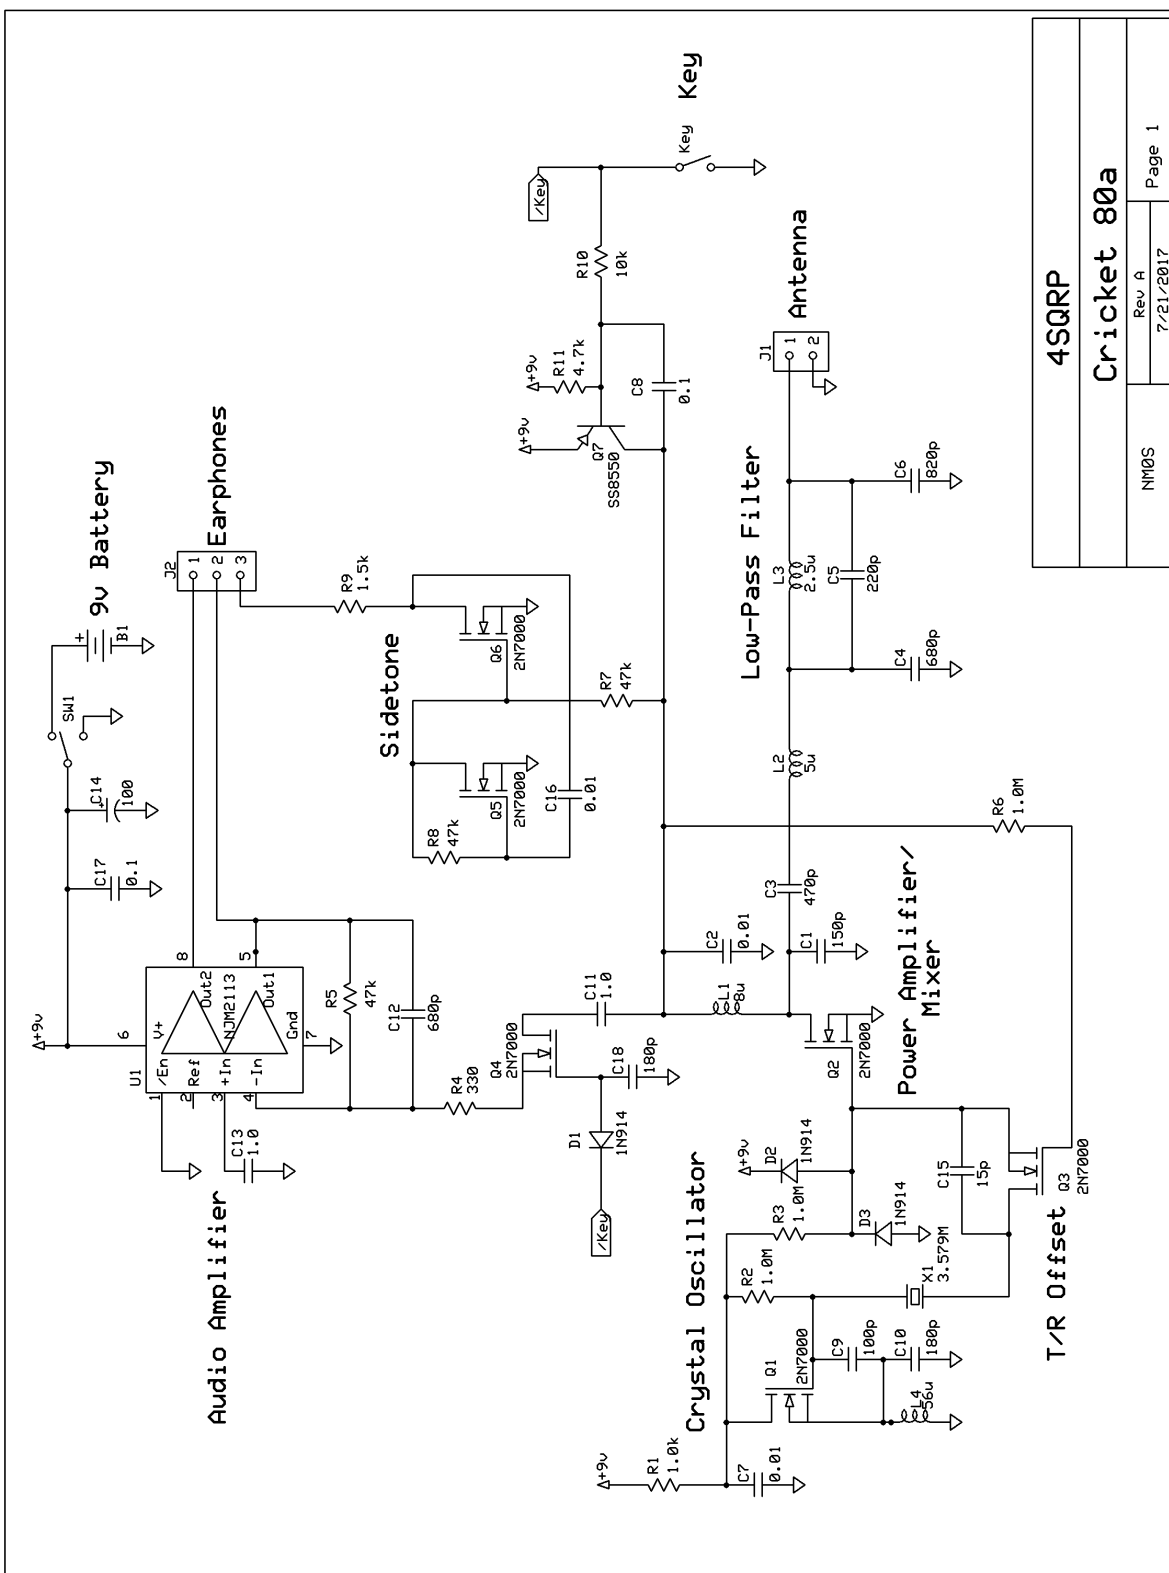 +9v
SW1
+
B1
9v Battery
C17
0.1
C14
+
100
6
U1
1
/En
2
Ref
3
+In
4
-In
V+
8
Out2
NJM2113
5
Out1
Gnd
7
C13
1.0
Audio Amplifier
J2
1
2
3
Earphones
R5
47k
C12
680p
R4
330
R9
1.5k
Sidetone
R8
47k
Q5
2N7000
Q6
2N7000
C16
0.01
R7
47k
Q4
2N7000
C11
1.0
C18
180p
D1
1N914
/Key
+9v
+9v
R11
4.7k
Q7
SS8550
R10
10k
C8
0.1
/Key
Key
Key
+9v
R1
1.0k
C7
0.01
Crystal Oscillator
Q1
2N7000
R2
1.0M
R3
1.0M
+9v
D2
1N914
D3
1N914
C9
100p
C10
180p
L4
56u
X1
3.579M
C15
15p
Q3
2N7000
T/R Offset
C2
0.01
L1
8u
Q2
2N7000
C1
150p
C3
470p
Power Amplifier/
Mixer
R6
1.0M
L2
5u
Low-Pass Filter
L3
2.5u
C5
220p
C4
680p
C6
820p
J1
1
2
Antenna
4SQRP
Cricket 80a
NM0S
Rev A
7/21/2017
Page 1